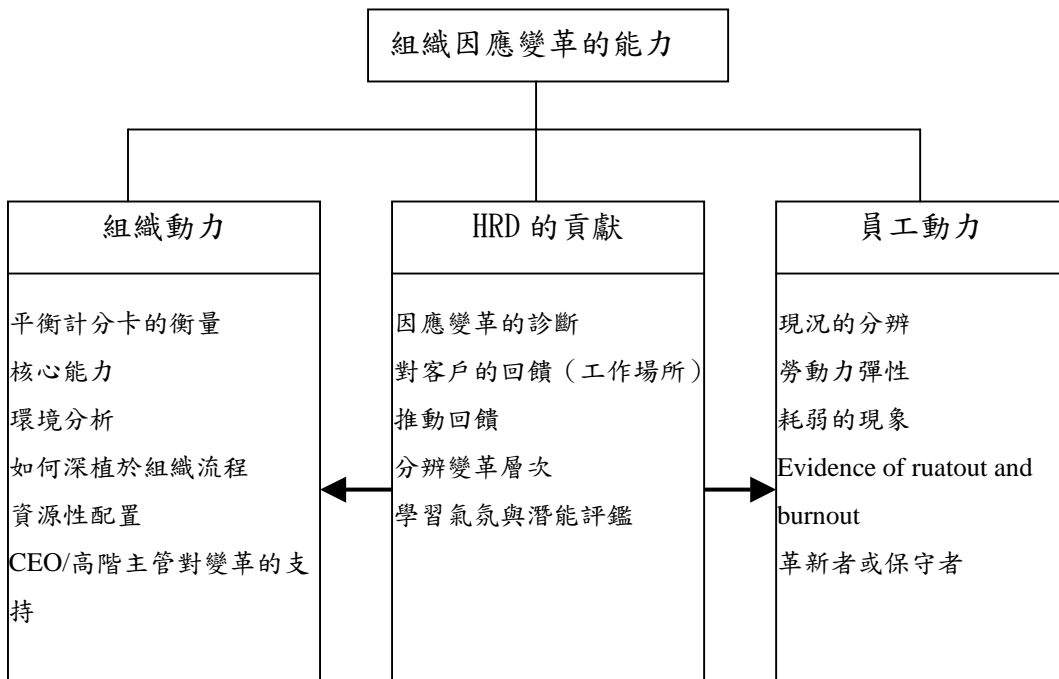 組織因應變革的能力
組織動力
平衡計分卡的衡量
核心能力
環境分析
如何深植於組織流程
資源性配置
CEO/高階主管對變革的支
持
HRD 的貢獻
因應變革的診斷
對客戶的回饋（工作場所）
推動回饋
分辨變革層次
學習氣氛與潛能評鑑
員工動力
現況的分辨
勞動力彈性
耗弱的現象
Evidence of ruatout and
burnout
革新者或保守者